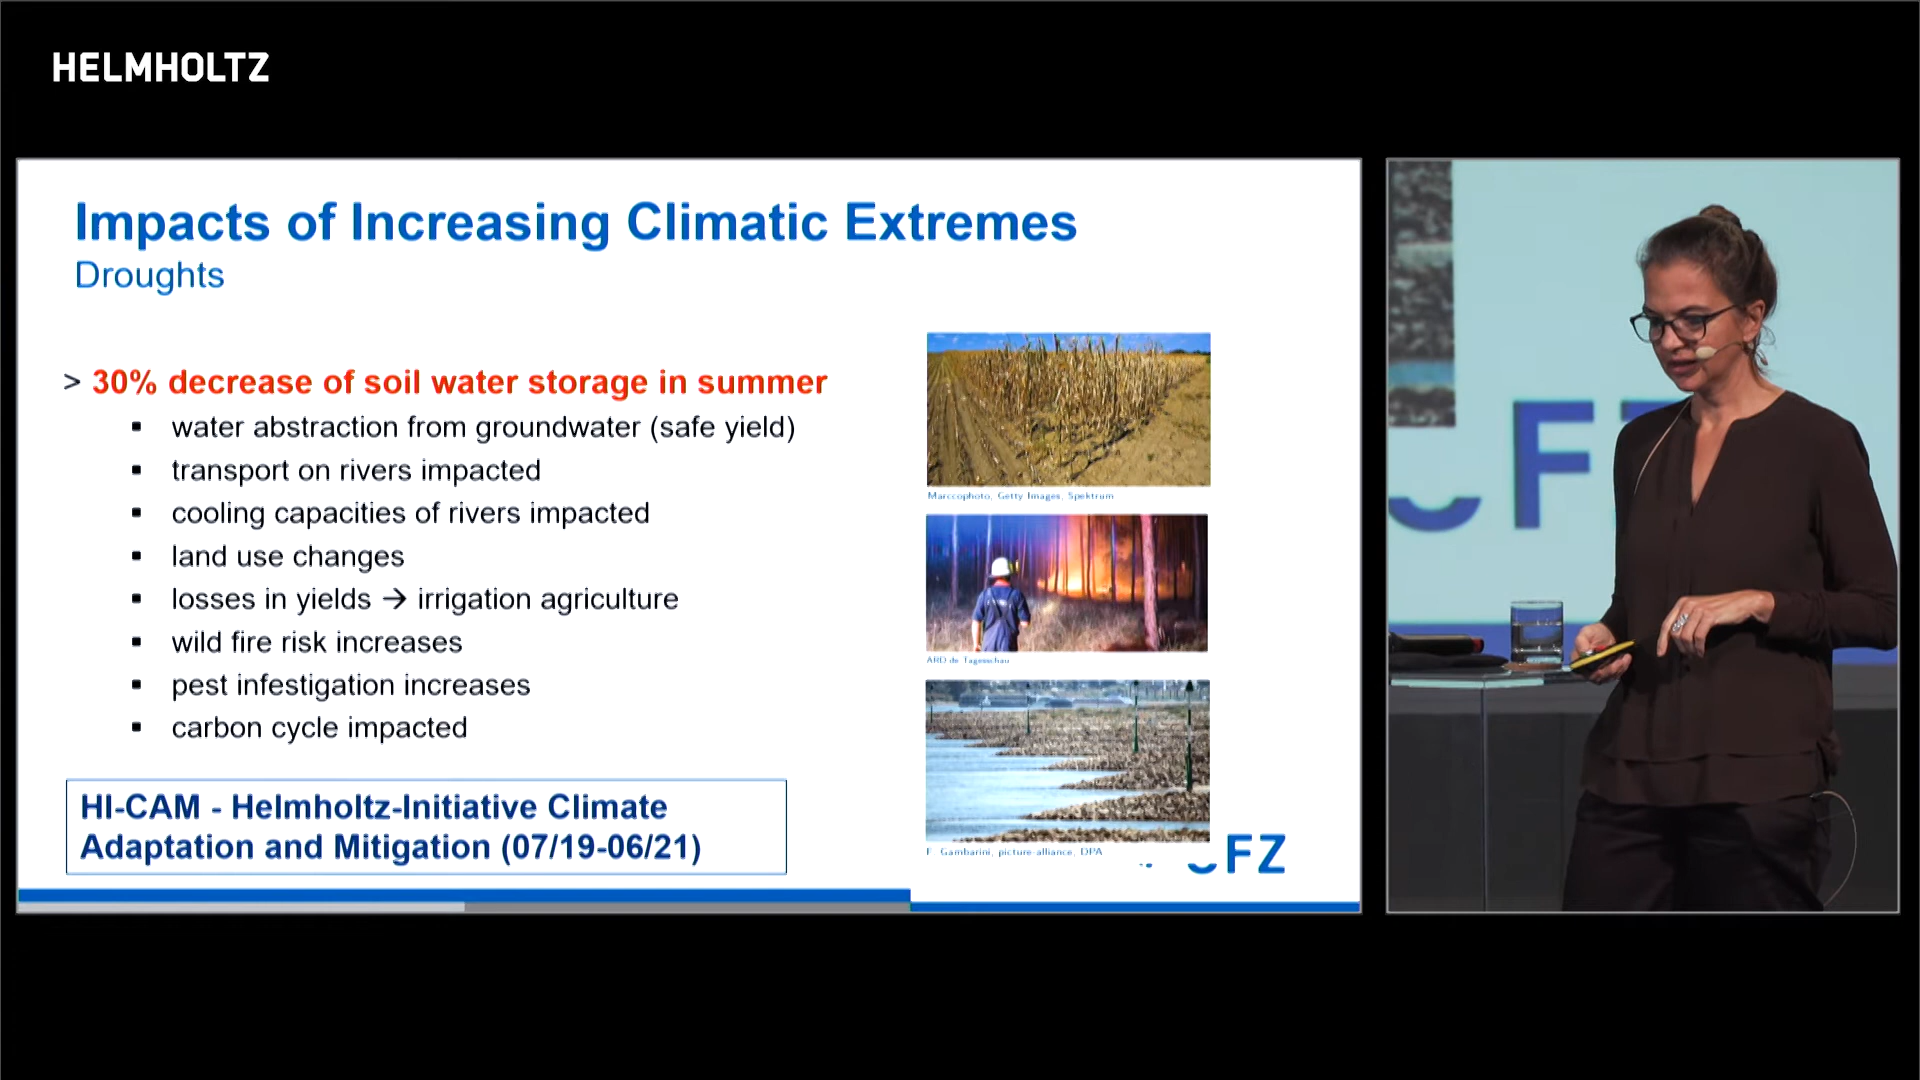 HELMHOLTZ
Impacts of Increasing Climatic Extremes
Droughts
> 30% decrease of soil water storage in summer
▪ water abstraction from groundwater (safe yield)
▪ transport on rivers impacted
▪ cooling capacities of rivers impacted
▪ land use changes
▪ losses in yields → irrigation agriculture
▪ wild fire risk increases
▪ pest infestigation increases
▪ carbon cycle impacted
HI-CAM - Helmholtz-Initiative Climate
Adaptation and Mitigation (07/19-06/21)
Marccophoto, Getty Images, Spektrum
ARD.de Tagesschau
F. Gambarini, picture alliance, DPA
UFZ
UF